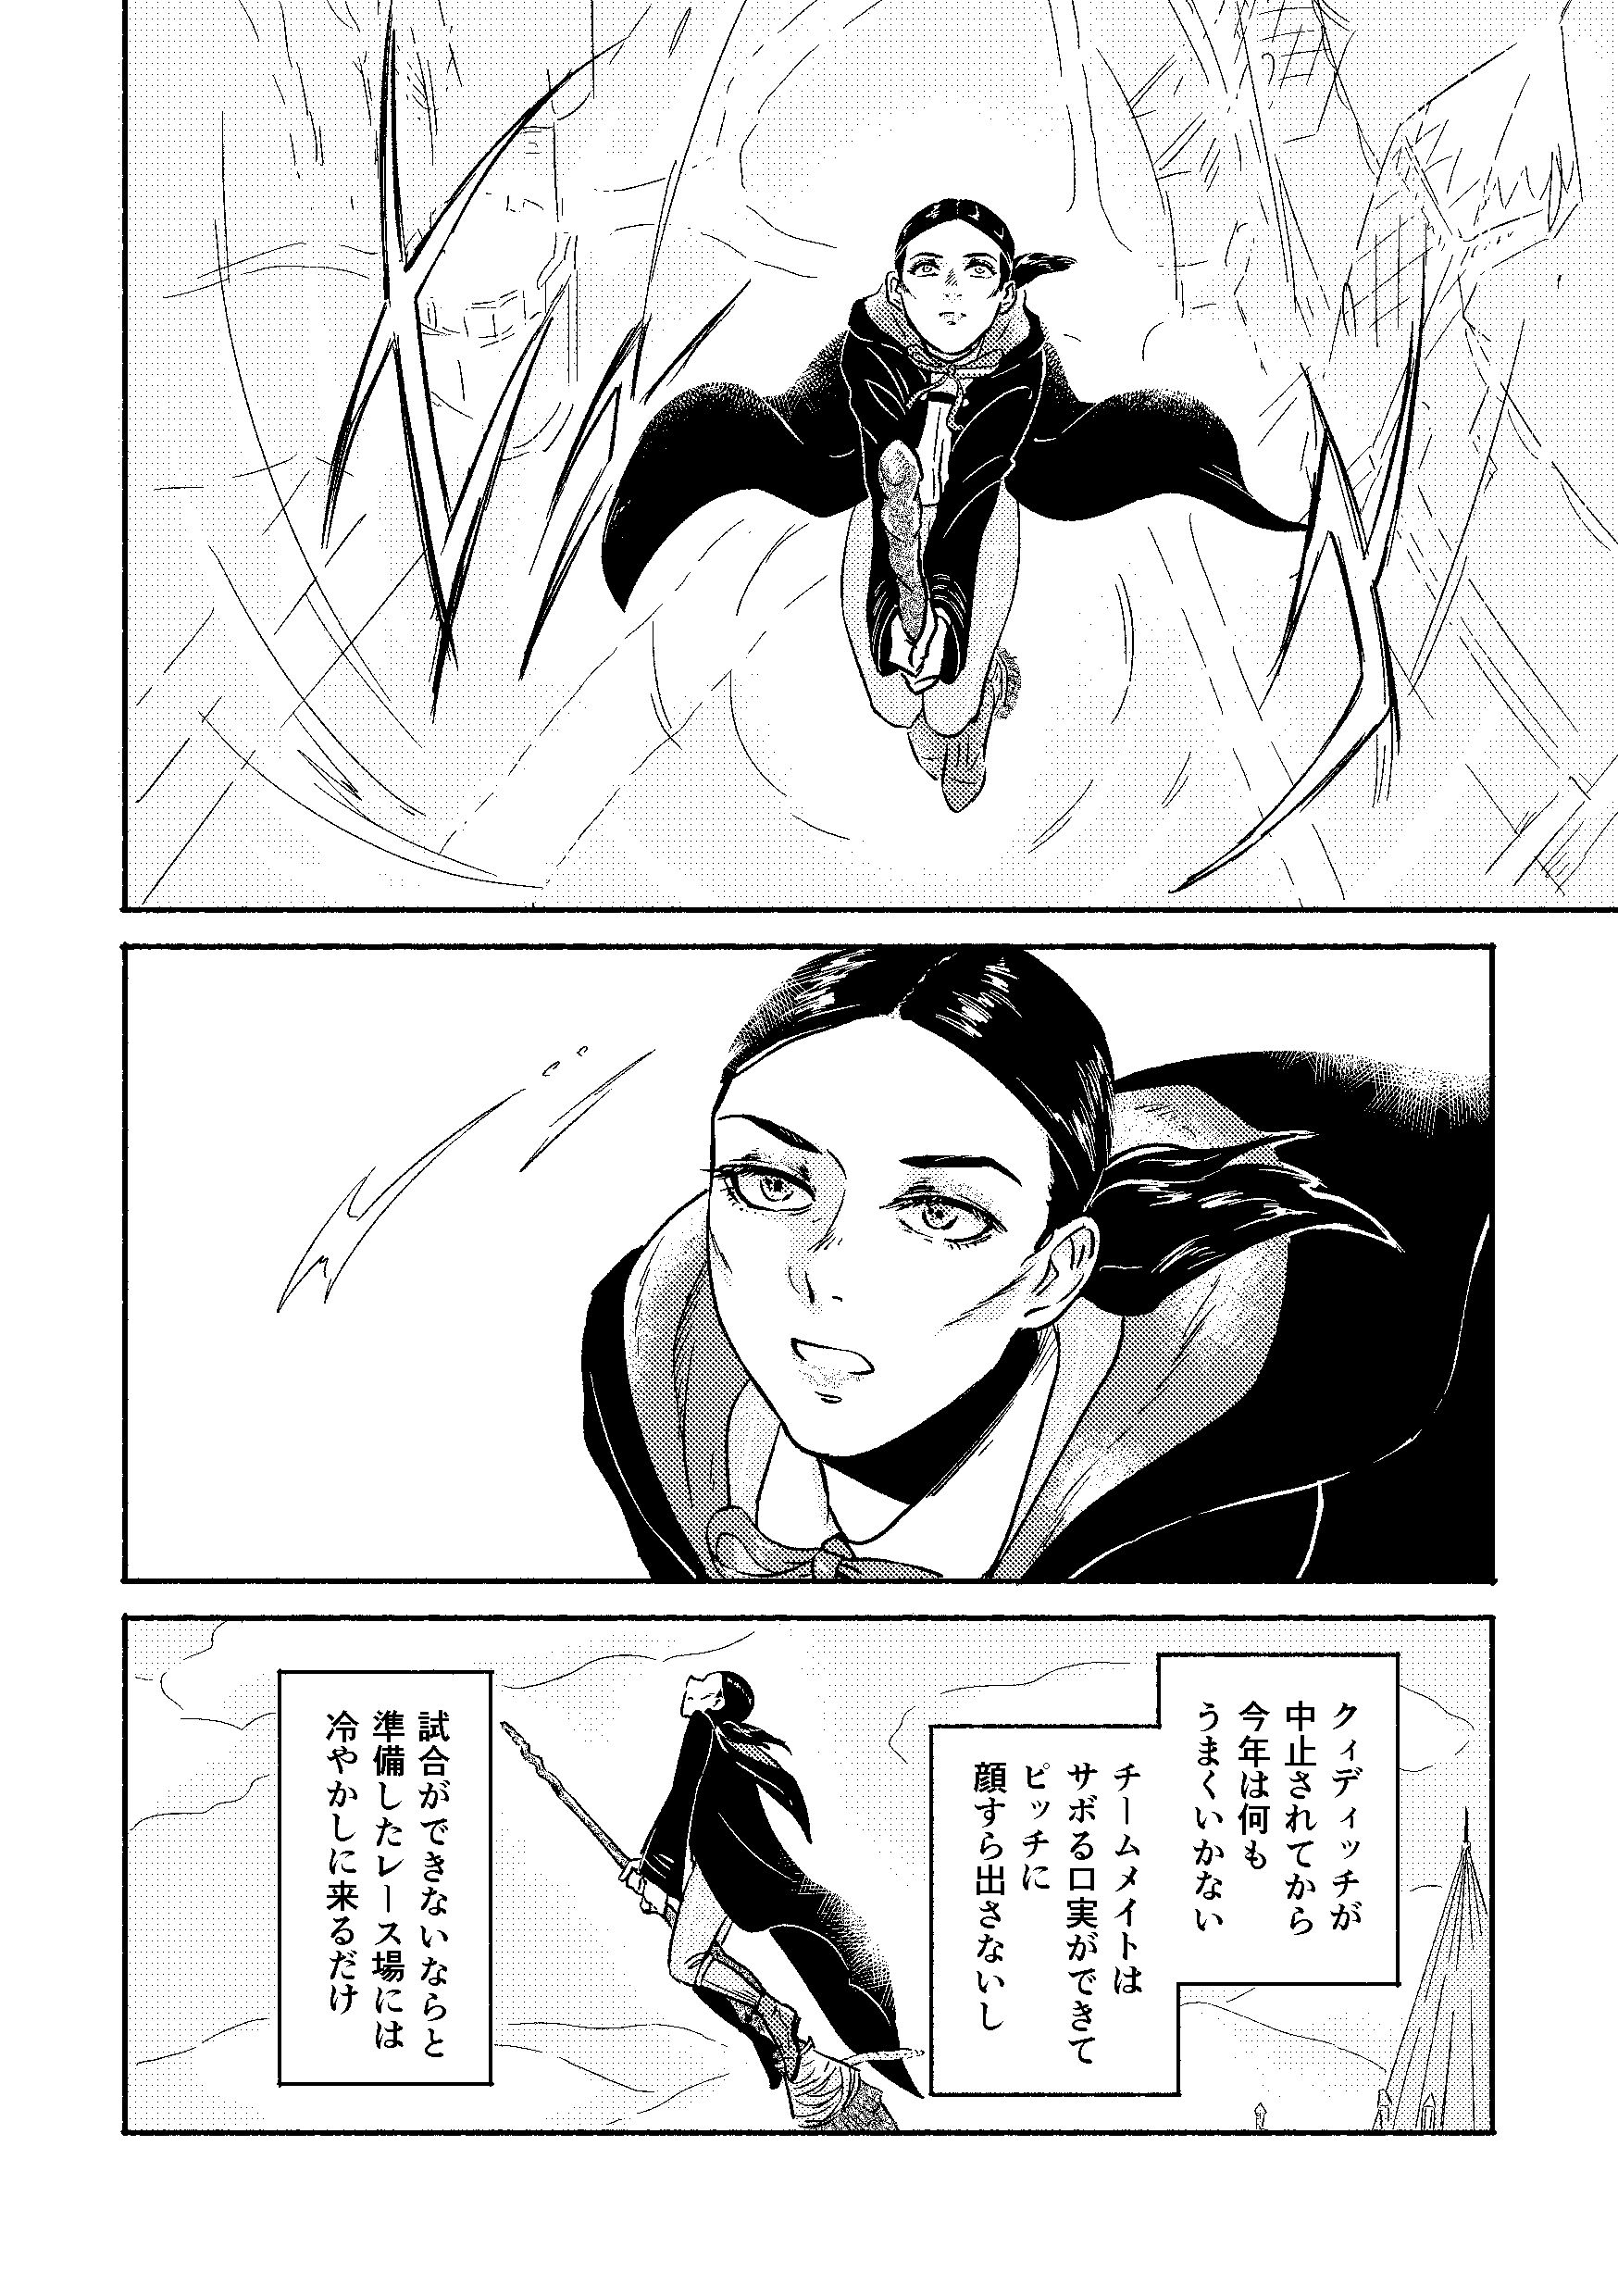 クィディッチが
中止されてから
今年は何も
うまくいかない
チームメイトは
サボる口実ができて
ピッチに
顔すら出さないし
試合ができないならと
準備したレース場には
冷やかしに来るだけ